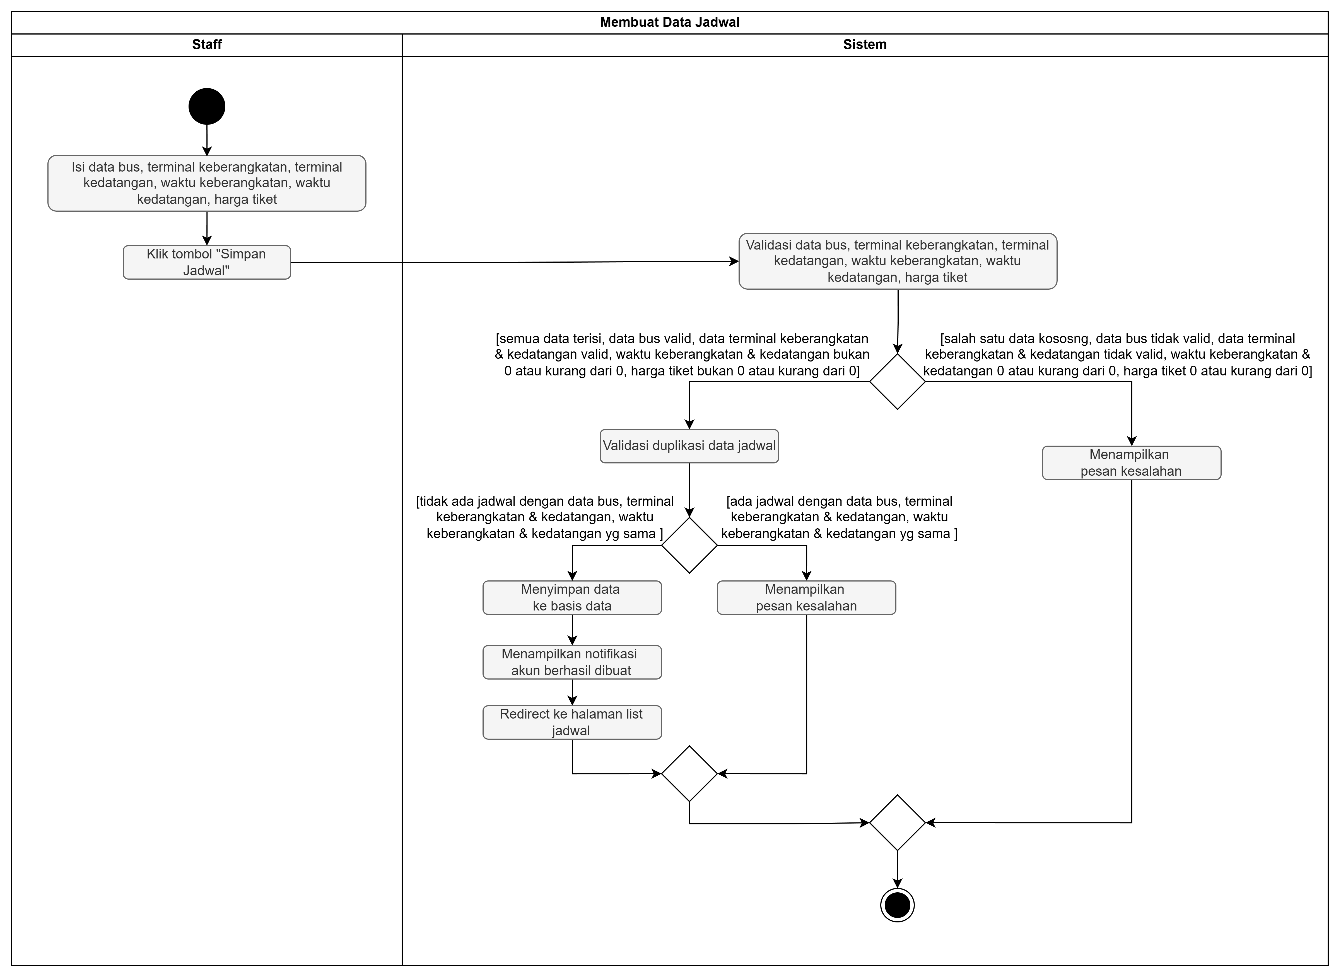 Membuat Data Jadwal
Staff
Sistem
Isi data bus, terminal keberangkatan, terminal
kedatangan, waktu keberangkatan, waktu
kedatangan, harga tiket
Klik tombol "Simpan
Jadwal"
Validasi data bus, terminal keberangkatan, terminal
kedatangan, waktu keberangkatan, waktu
kedatangan, harga tiket
[semua data terisi, data bus valid, data terminal keberangkatan
& kedatangan valid, waktu keberangkatan & kedatangan bukan
0 atau kurang dari 0, harga tiket bukan 0 atau kurang dari 0]
[salah satu data kososng, data bus tidak valid, data terminal
keberangkatan & kedatangan tidak valid, waktu keberangkatan &
kedatangan 0 atau kurang dari 0, harga tiket 0 atau kurang dari 0]
Validasi duplikasi data jadwal
Menampilkan
pesan kesalahan
[tidak ada jadwal dengan data bus, terminal
keberangkatan & kedatangan, waktu
keberangkatan & kedatangan yg sama ]
[ada jadwal dengan data bus, terminal
keberangkatan & kedatangan, waktu
keberangkatan & kedatangan yg sama ]
Menyimpan data
ke basis data
Menampilkan
pesan kesalahan
Menampilkan notifikasi
akun berhasil dibuat
Redirect ke halaman list
jadwal